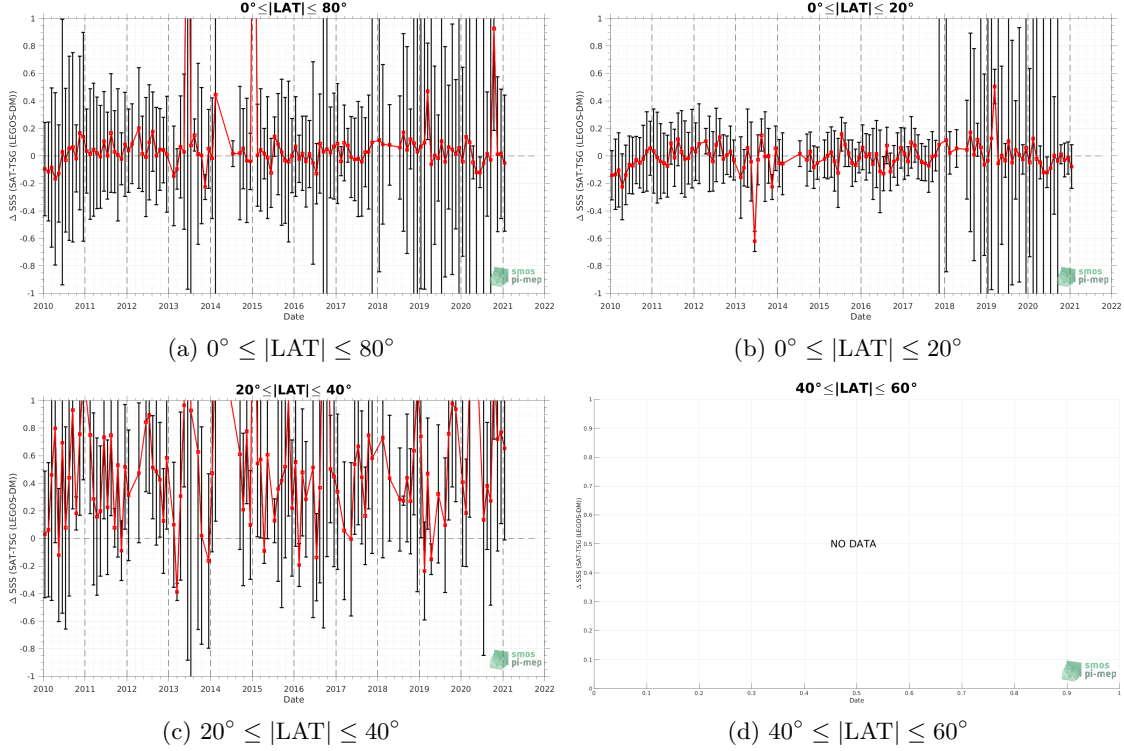 0°≤|LAT|≤ 80°
1
0.8
0.6
0.4
0.2
0
-0.2
-0.4
-0.6
-0.8
-1
Δ SSS (SAT-TSG (LEGOS-DM))
2010 2011 2012 2013 2014 2015 2016 2017 2018 2019 2020 2021 2022
Date
smos
pi-mep
(a) 0° ≤ |LAT| ≤ 80°
0°≤|LAT|≤ 20°
1
0.8
0.6
0.4
0.2
0
-0.2
-0.4
-0.6
-0.8
-1
Δ SSS (SAT-TSG (LEGOS-DM))
2010 2011 2012 2013 2014 2015 2016 2017 2018 2019 2020 2021 2022
Date
smos
pi-mep
(b) 0° ≤ |LAT| ≤ 20°
20°≤|LAT|≤ 40°
1
0.8
0.6
0.4
0.2
0
-0.2
-0.4
-0.6
-0.8
-1
Δ SSS (SAT-TSG (LEGOS-DM))
2010 2011 2012 2013 2014 2015 2016 2017 2018 2019 2020 2021 2022
Date
smos
pi-mep
(c) 20° ≤ |LAT| ≤ 40°
40°≤|LAT|≤ 60°
1
0.9
0.8
0.7
0.6
0.5
0.4
0.3
0.2
0.1
0
Δ SSS (SAT-TSG (LEGOS-DM))
NO DATA
0 0.1 0.2 0.3 0.4 0.5 0.6 0.7 0.8 0.9 1
Date
smos
pi-mep
(d) 40° ≤ |LAT| ≤ 60°